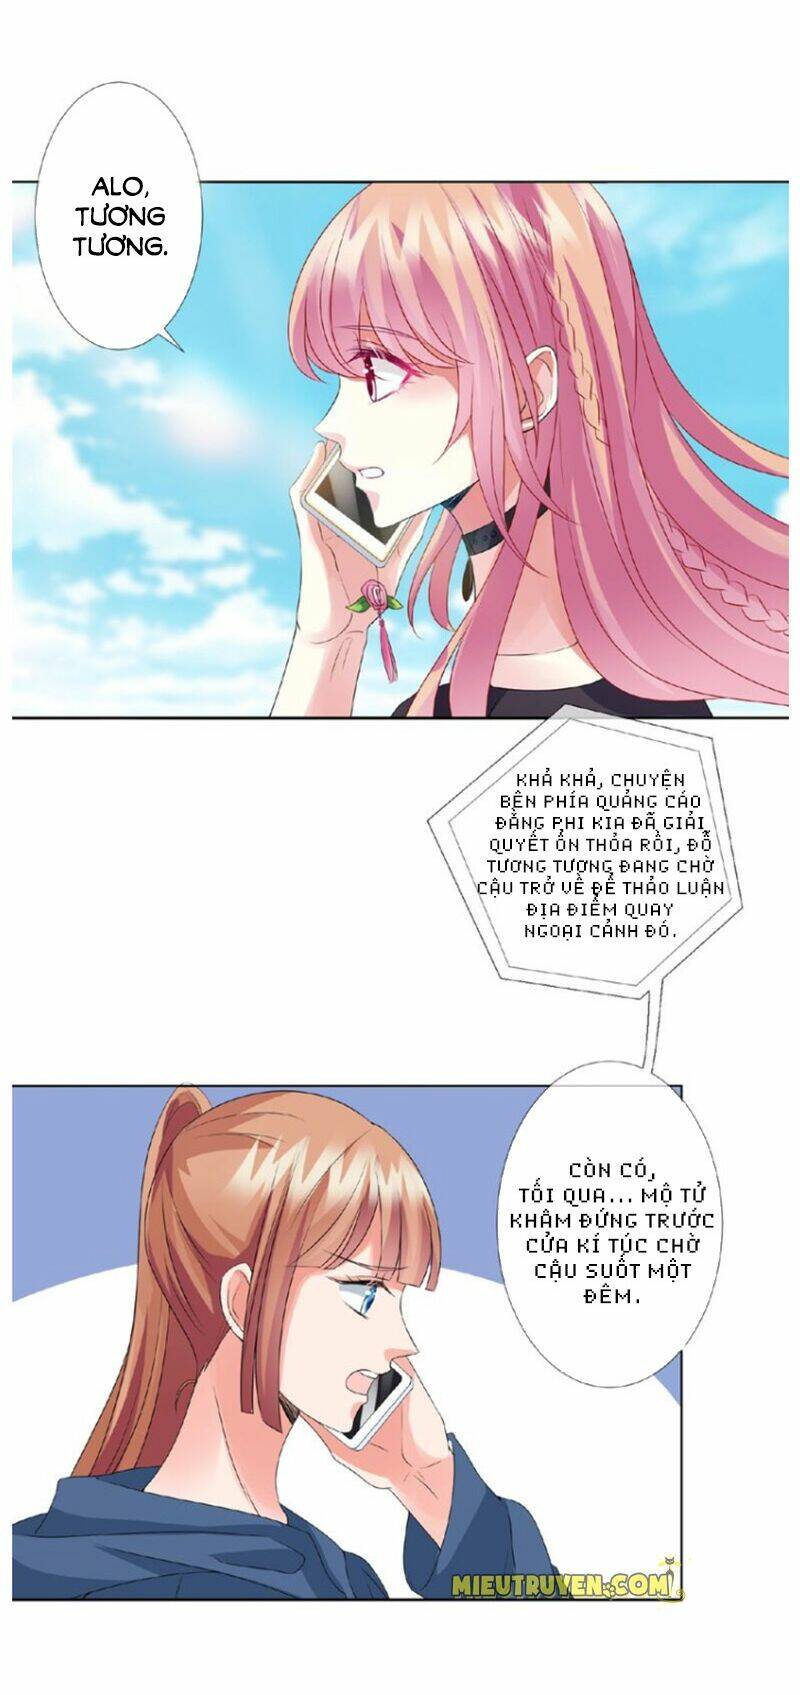 ALO,
TƯƠNG
TƯƠNG.
KHẢ KHẢ, CHUYỆN
BÊN PHÍA QUẢNG CÁO
ĐẰNG PHI KIA ĐÃ GIẢI
QUYẾT ỔN THỎA RỒI, ĐỖ
TƯƠNG TƯƠNG ĐANG CHỜ
CẬU TRỞ VỀ ĐỂ THẢO LUẬN
ĐỊA ĐIỂM QUAY
NGOẠI CẢNH ĐÓ.
CÒN CÓ,
TỐI QUA... MỘ TỬ
KHÂM ĐỨNG TRƯỚC
CỬA KÍ TÚC CHỜ
CẬU SUỐT MỘT
ĐÊM.
MIEUTRUYEN.COM